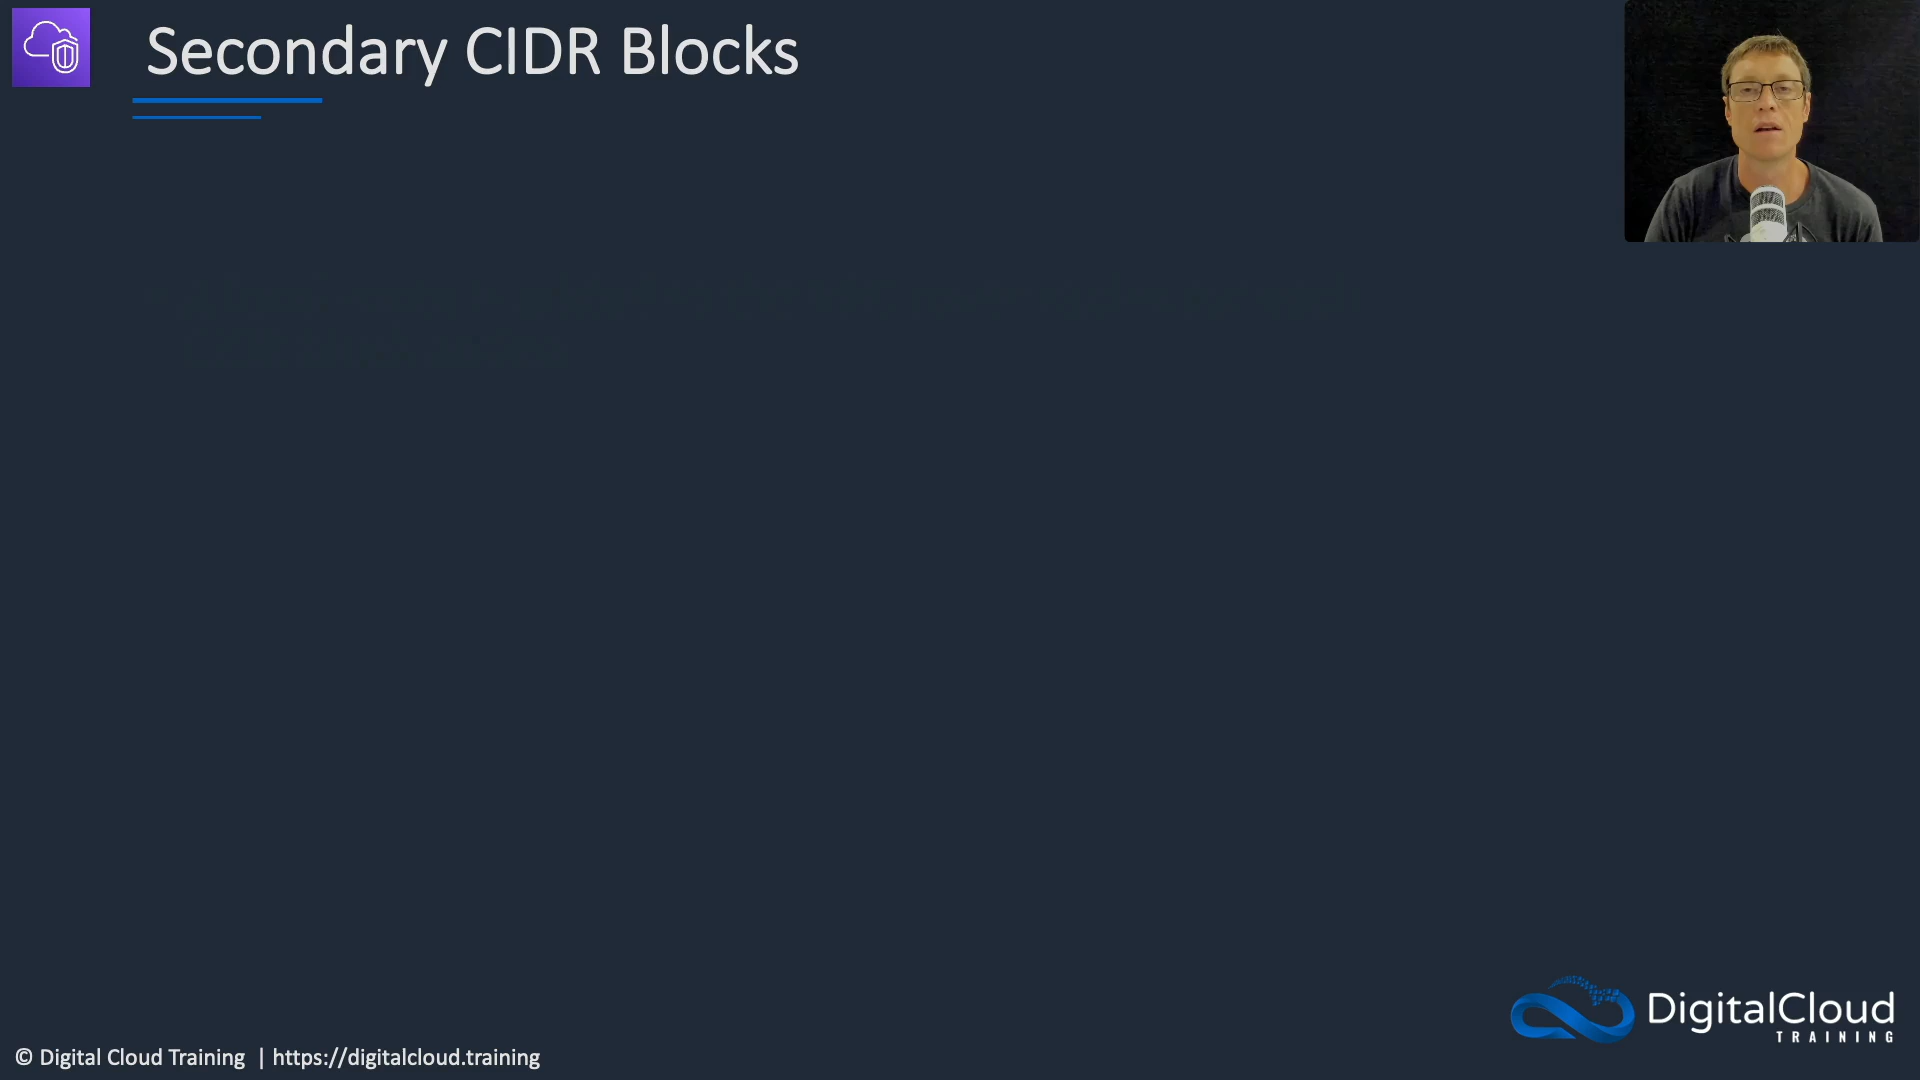 Secondary CIDR Blocks
DigitalCloud
TRAINING
© Digital Cloud Training | https://digitalcloud.training